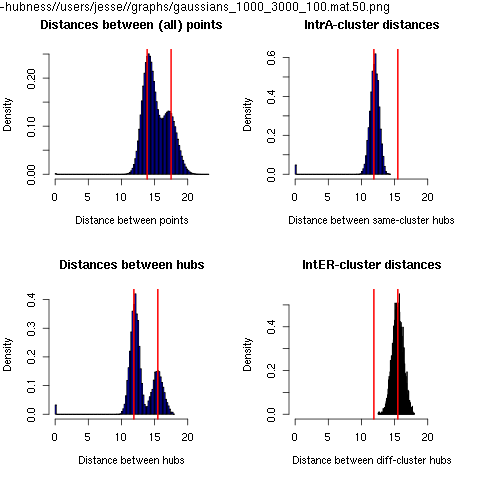 -hubness//users/jesse//graphs/gaussians_1000_3000_100.mat.50.png
Distances between (all) points
Density
0.00 0.10 0.20
0 5 10 15 20
Distance between points
IntrA-cluster distances
Density
0.0 0.2 0.4 0.6
0 5 10 15 20
Distance between same-cluster hubs
Distances between hubs
Density
0.0 0.1 0.2 0.3 0.4
0 5 10 15 20
Distance between hubs
IntER-cluster distances
Density
0.0 0.2 0.4
0 5 10 15 20
Distance between diff-cluster hubs